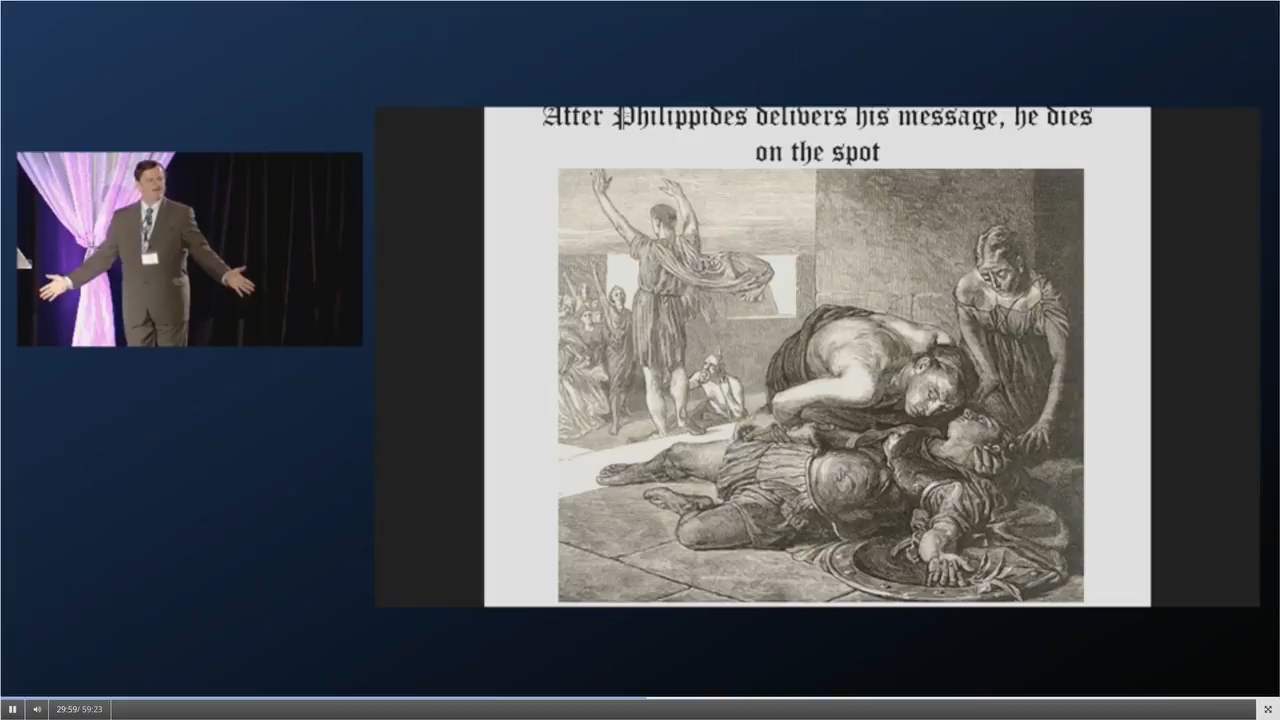 After Philippides delivers his message, he dies
on the spot
29:59/ 59:23